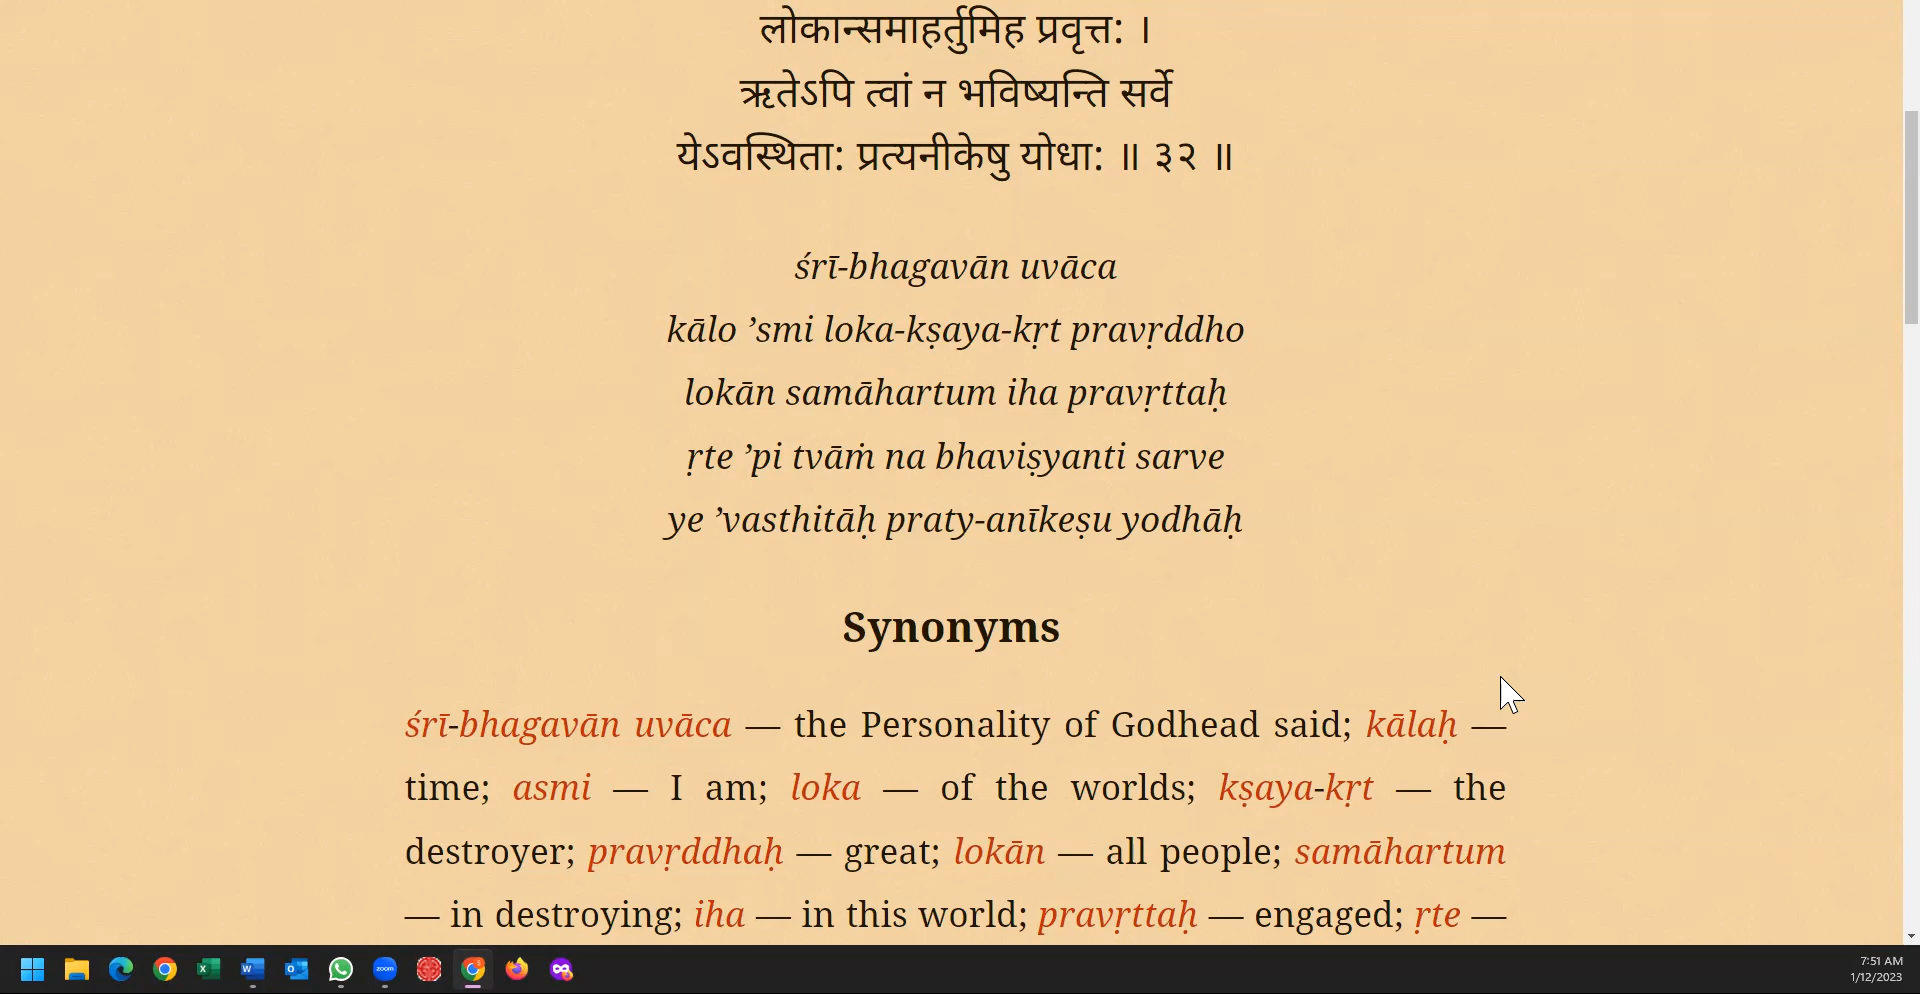 लोकान्समाहर्तुमिह प्रवृत्त: ।
ऋतेऽपि त्वां न भविष्यन्ति सर्वे
येऽवस्थिता: प्रत्यनीकेषु योधा: ॥ ३२ ॥
śrī-bhagavān uvāca
kālo ’smi loka-kṣaya-kṛt pravṛddho
lokān samāhartum iha pravṛttaḥ
ṛte ’pi tvāṁ na bhaviṣyanti sarve
ye ’vasthitāḥ praty-anīkeṣu yodhāḥ
Synonyms
śrī-bhagavān uvāca — the Personality of Godhead said; kālaḥ —
time; asmi — I am; loka — of the worlds; kṣaya-kṛt — the
destroyer; pravṛddhaḥ — great; lokān — all people; samāhartum
— in destroying; iha — in this world; pravṛttaḥ — engaged; ṛte —
zoom
7:51 AM
1/12/2023